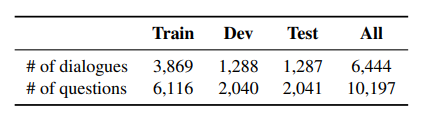 Train Dev Test All
# of dialogues 3,869 1,288 1,287 6,444
# of questions 6,116 2,040 2,041 10,197